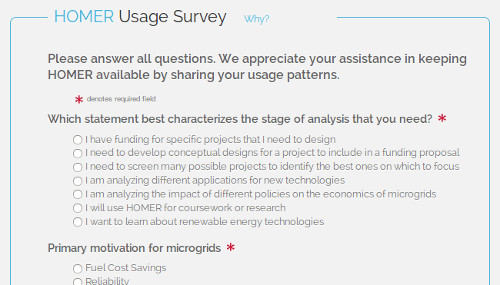 HOMER Usage Survey Why?
Please answer all questions. We appreciate your assistance in keeping
HOMER available by sharing your usage patterns.
* denotes required field
Which statement best characterizes the stage of analysis that you need? *
I have funding for specific projects that I need to design
I need to develop conceptual designs for a project to include in a funding proposal
I need to screen many possible projects to identify the best ones on which to focus
I am analyzing different applications for new technologies
I am analyzing the impact of different policies on the economics of microgrids
I will use HOMER for coursework or research
I want to learn about renewable energy technologies
Primary motivation for microgrids *
Fuel Cost Savings
Reliability